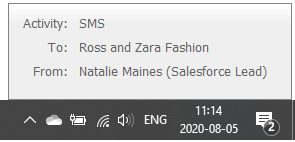 Activity: SMS
To: Ross and Zara Fashion
From: Natalie Maines (Salesforce Lead)
ENG
11:14
2020-08-05
2